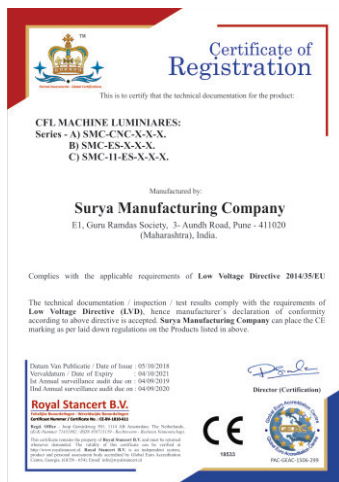 TM
Certificate of
Registration
This is to certify that the technical documentation for the product:
CFL MACHINE LUMINIARES:
Series - A) SMC-CNC-X-X-X.
B) SMC-ES-X-X-X.
C) SMC-11-ES-X-X-X.
Manufactured by:
Surya Manufacturing Company
E1, Guru Ramdas Society, 3- Aundh Road, Pune - 411020
(Maharashtra), India.
Complies with the applicable requirements of Low Voltage Directive 2014/35/EU
The technical documentation / inspection / test results comply with the requirements of
Low Voltage Directive (LVD), hence manufacturer's declaration of conformity
according to above directive is accepted. Surya Manufacturing Company can place the CE
marking as per laid down regulations on the Products listed in above.
Datum Van Publicatie / Date of Issue : 05/10/2018
Vervaldatum / Date of Expiry : 04/10/2021
Ist Annual surveillance audit due on : 04/09/2019
IInd Annual surveillance audit due on : 04/09/2020
Director (Certification)
Royal Stancert B.V.
CE
18533
PAC-GEAC-1506-299